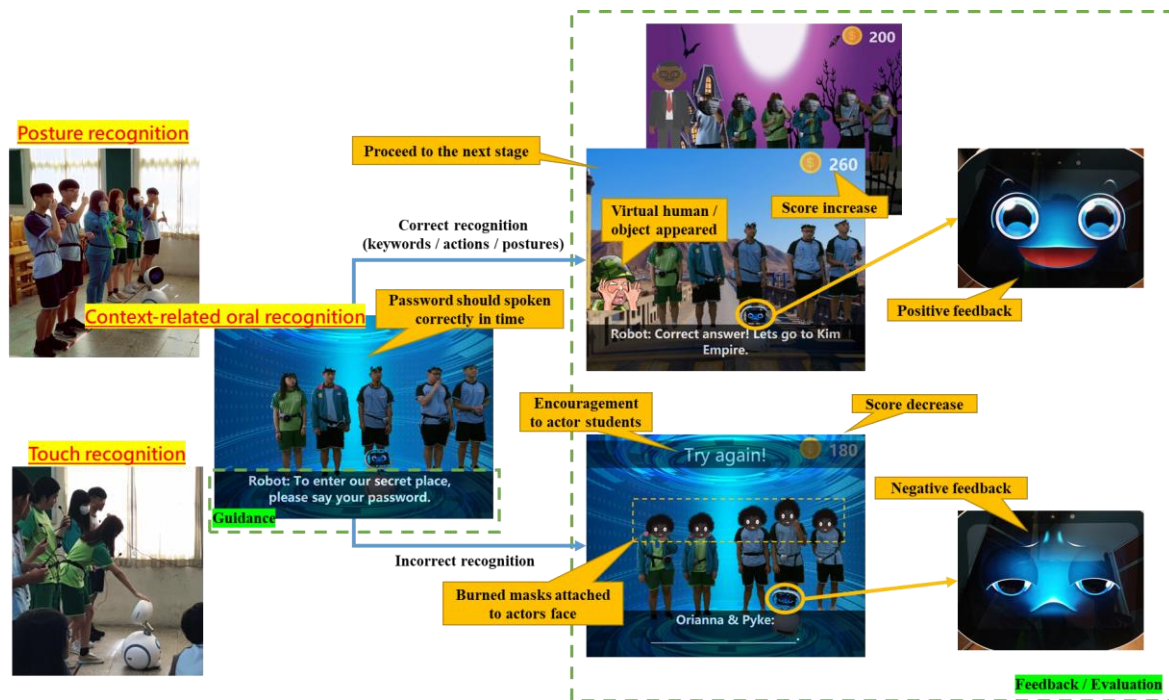 Posture recognition
Context-related oral recognition
Touch recognition
Password should spoken
correctly in time
Robot: To enter our secret place,
please say your password.
Guidance
Correct recognition
(keywords / actions / postures)
Incorrect recognition
Proceed to the next stage
200
260
Score increase
Virtual human /
object appeared
Robot: Correct answer! Lets go to Kim
Empire.
Positive feedback
Encouragement
to actor students
Score decrease
180
Try again!
Negative feedback
Burned masks attached
to actors face
Orianna & Pyke:
Feedback / Evaluation